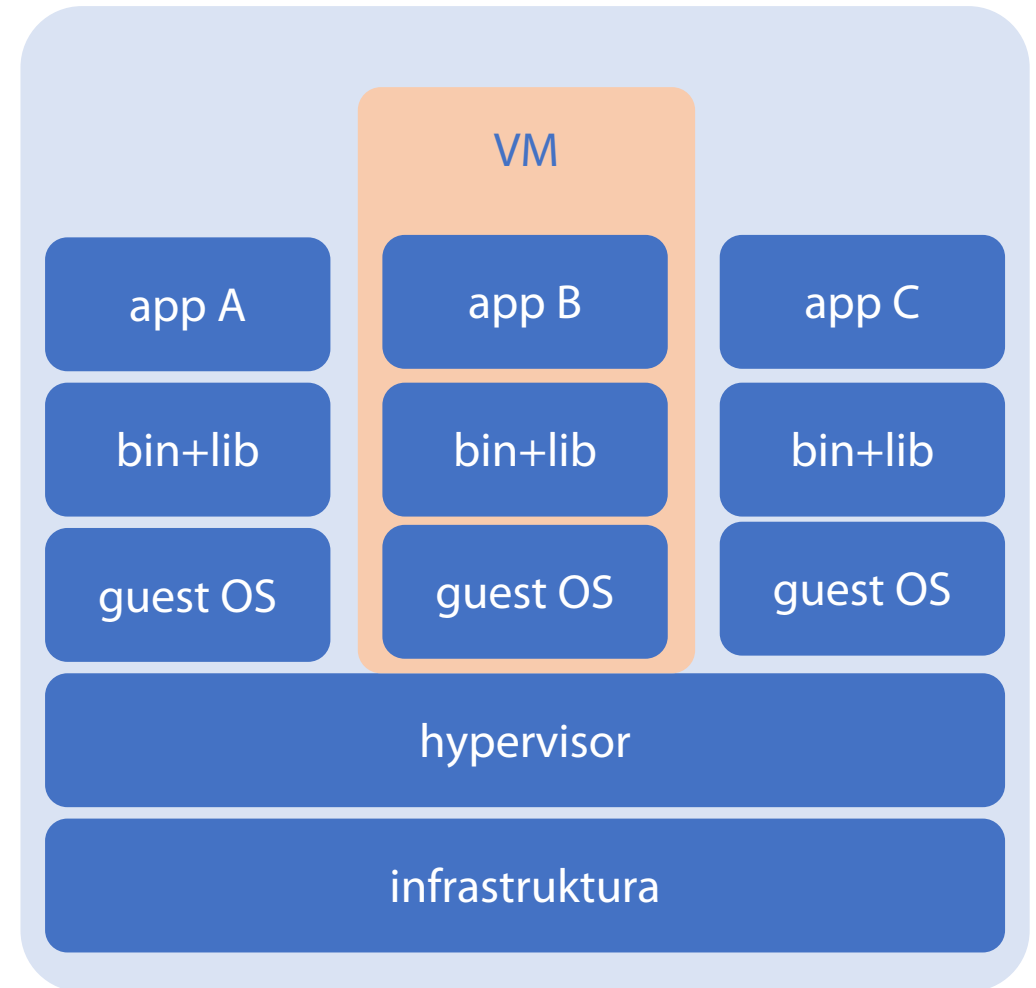 VM
app A
app B
app C
bin+lib
bin+lib
bin+lib
guest OS
guest OS
guest OS
hypervisor
infrastruktura